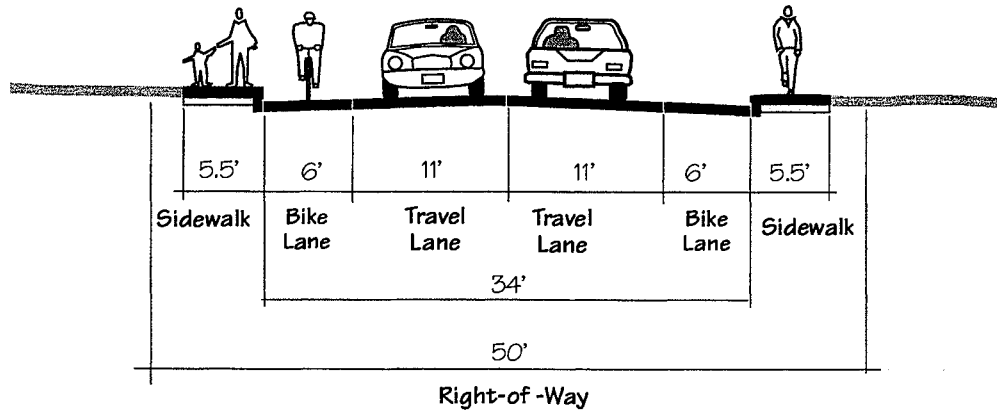 5.5' 6' 11' 11' 6' 5.5'
Sidewalk Bike Lane Travel Lane Travel Lane Bike Lane Sidewalk
34'
50'
Right-of -Way